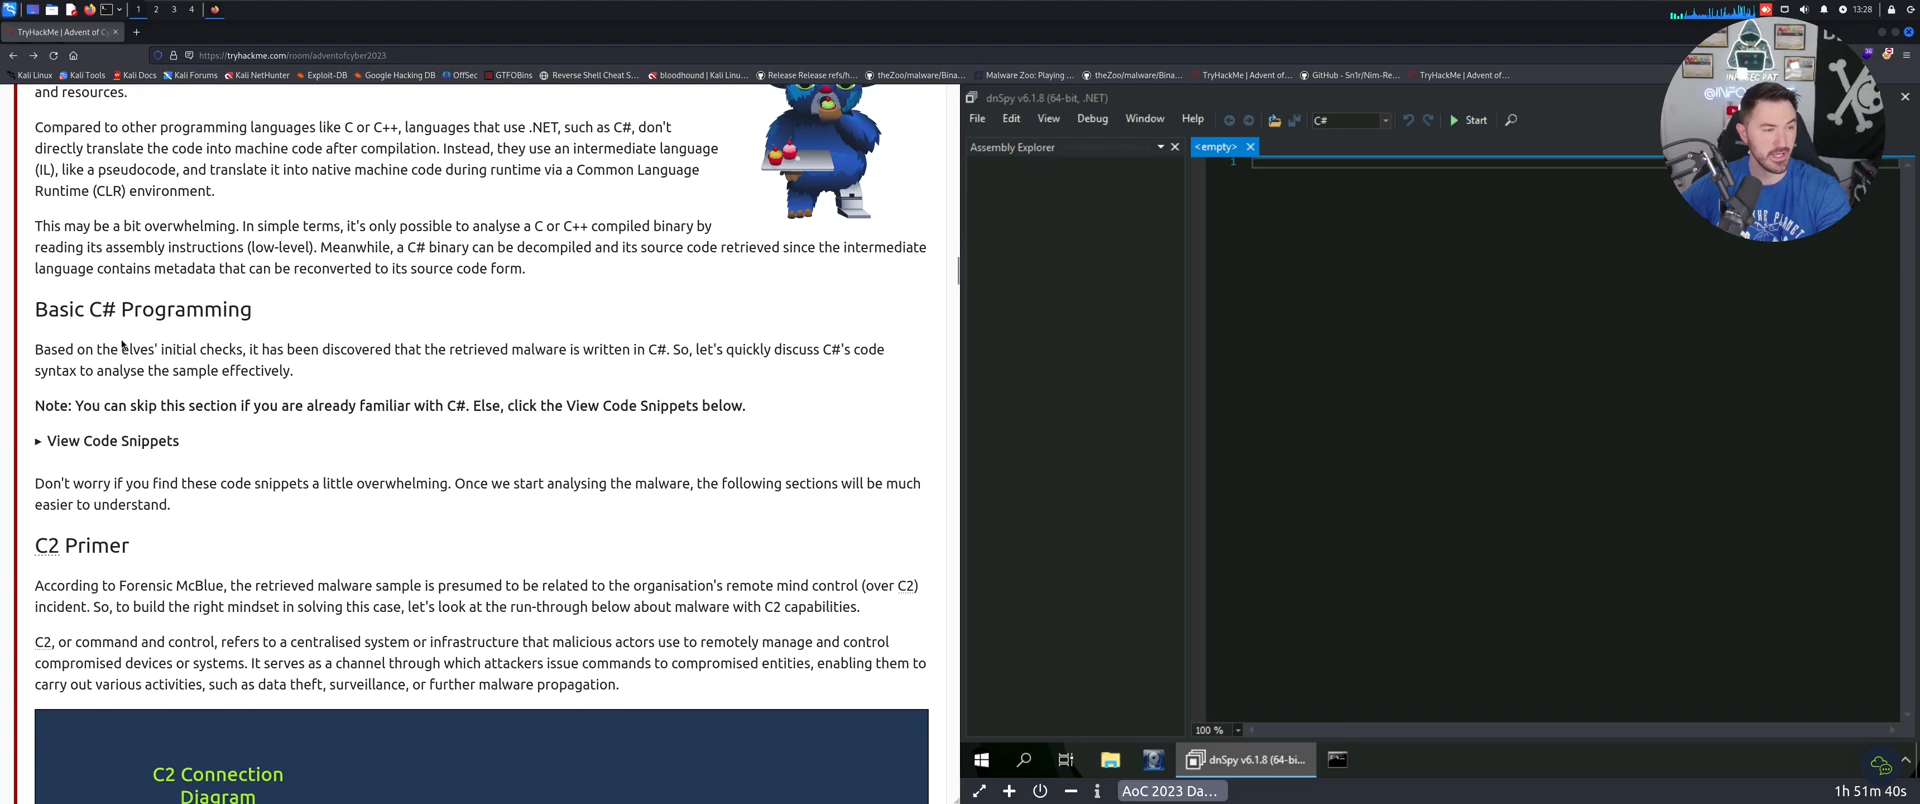 1 2 3 4
13:28
TryHackMe | Advent of Cy
https://tryhackme.com/room/adventofcyber2023
Kali Linux Kali Tools Kali Docs Kali Forums Kali NetHunter Exploit-DB Google Hacking DB OffSec GTFOBins Reverse Shell Cheat S... bloodhound | Kali Linu... Release Release refs/h... theZoo/malware/Bina... Malware Zoo: Playing ... theZoo/malware/Bina... TryHackMe | Advent of... GitHub - Sn1r/Nim-Re... TryHackMe | Advent of...
and resources.
Compared to other programming languages like C or C++, languages that use .NET, such as C#, don't
directly translate the code into machine code after compilation. Instead, they use an intermediate language
(IL), like a pseudocode, and translate it into native machine code during runtime via a Common Language
Runtime (CLR) environment.
This may be a bit overwhelming. In simple terms, it's only possible to analyse a C or C++ compiled binary by
reading its assembly instructions (low-level). Meanwhile, a C# binary can be decompiled and its source code retrieved since the intermediate
language contains metadata that can be reconverted to its source code form.
Basic C# Programming
Based on the elves' initial checks, it has been discovered that the retrieved malware is written in C#. So, let's quickly discuss C#'s code
syntax to analyse the sample effectively.
Note: You can skip this section if you are already familiar with C#. Else, click the View Code Snippets below.
View Code Snippets
Don't worry if you find these code snippets a little overwhelming. Once we start analysing the malware, the following sections will be much
easier to understand.
C2 Primer
According to Forensic McBlue, the retrieved malware sample is presumed to be related to the organisation's remote mind control (over C2)
incident. So, to build the right mindset in solving this case, let's look at the run-through below about malware with C2 capabilities.
C2, or command and control, refers to a centralised system or infrastructure that malicious actors use to remotely manage and control
compromised devices or systems. It serves as a channel through which attackers issue commands to compromised entities, enabling them to
carry out various activities, such as data theft, surveillance, or further malware propagation.
C2 Connection
Diagram
dnSpy v6.1.8 (64-bit, .NET)
File Edit View Debug Window Help C# Start
Assembly Explorer
<empty>
1
100 %
dnSpy v6.1.8 (64-bi...
AoC 2023 Da...
1h 51m 40s
INFOSEC PAT